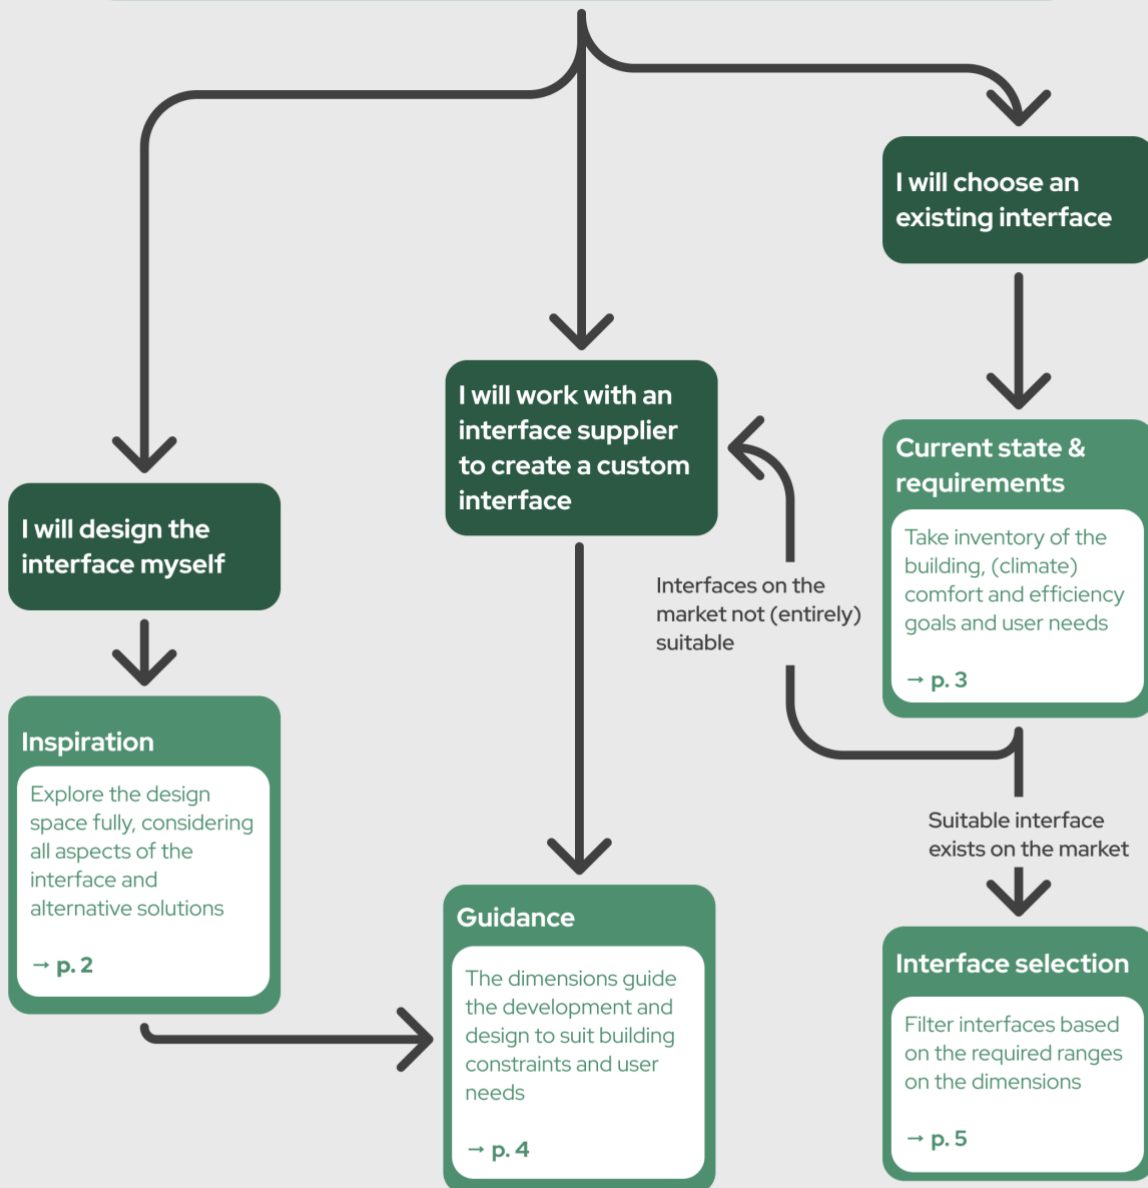 I will choose an
existing interface
I will work with an
interface supplier
to create a custom
interface
Current state &
requirements
Take inventory of the
building, (climate)
comfort and efficiency
goals and user needs
→ p. 3
I will design the
interface myself
Interfaces on the
market not (entirely)
suitable
Inspiration
Explore the design
space fully, considering
all aspects of the
interface and
alternative solutions
→ p. 2
Suitable interface
exists on the market
Guidance
The dimensions guide
the development and
design to suit building
constraints and user
needs
→ p. 4
Interface selection
Filter interfaces based
on the required ranges
on the dimensions
→ p. 5